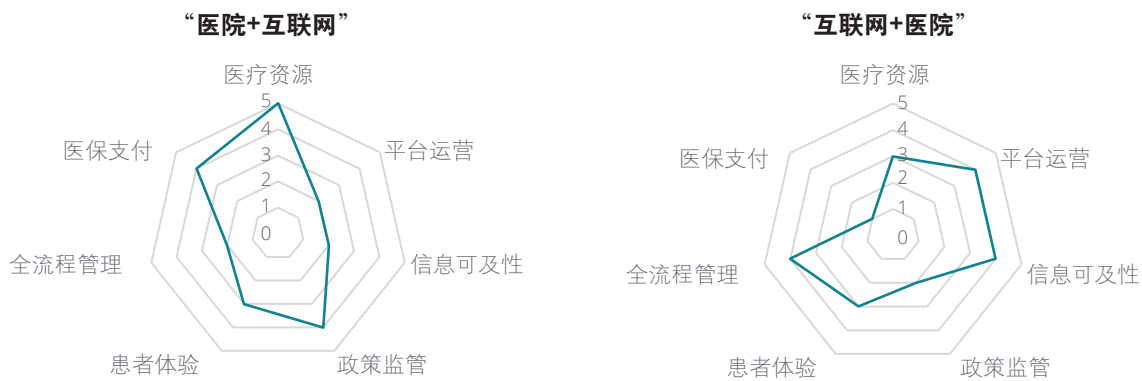 “医院+互联网”
医疗资源
5
4
3
2
1
0
平台运营
信息可及性
政策监管
患者体验
全流程管理
医保支付
“互联网+医院”
医疗资源
5
4
3
2
1
0
平台运营
信息可及性
政策监管
患者体验
全流程管理
医保支付